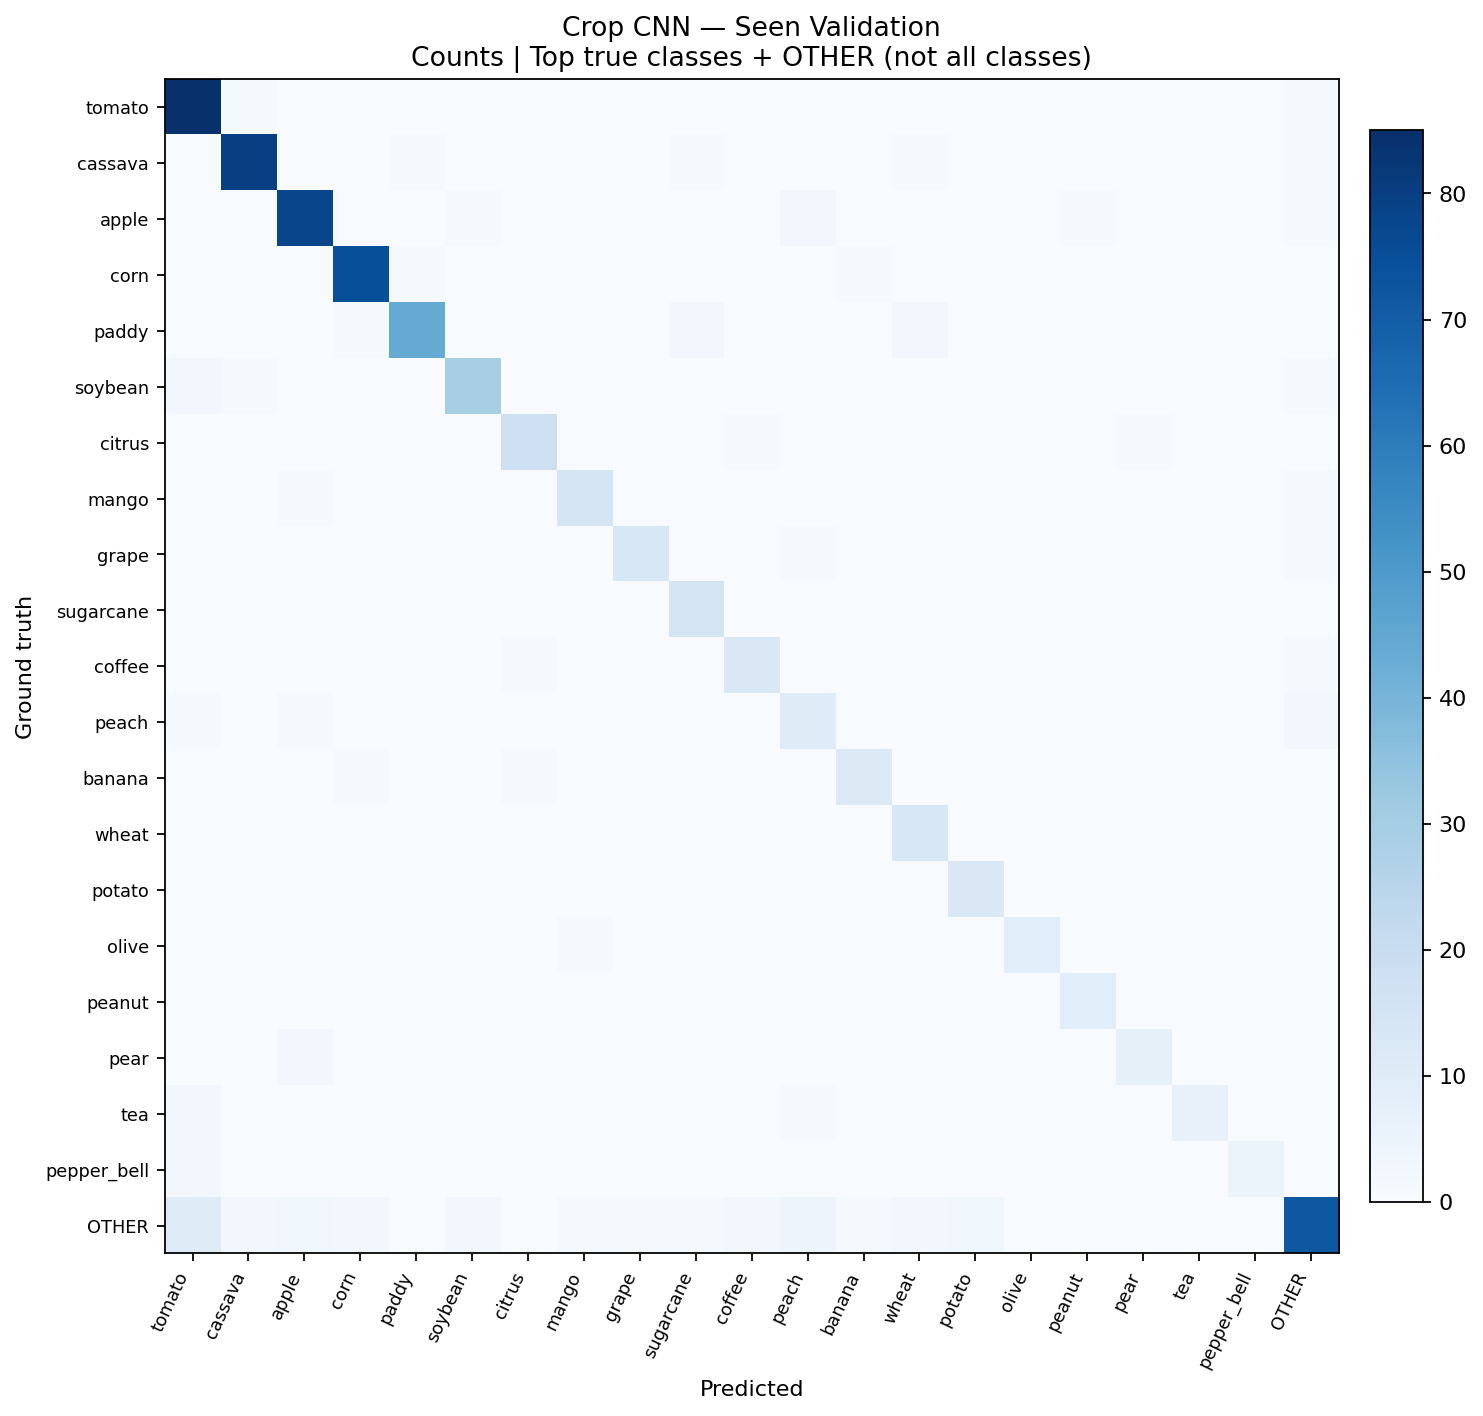 Crop CNN — Seen Validation
Counts | Top true classes + OTHER (not all classes)
Ground truth
tomato
cassava
apple
corn
paddy
soybean
citrus
mango
grape
sugarcane
coffee
peach
banana
wheat
potato
olive
peanut
pear
tea
pepper_bell
OTHER
tomato
cassava
apple
corn
paddy
soybean
citrus
mango
grape
sugarcane
coffee
peach
banana
wheat
potato
olive
peanut
pear
tea
pepper_bell
OTHER
Predicted
80
70
60
50
40
30
20
10
0